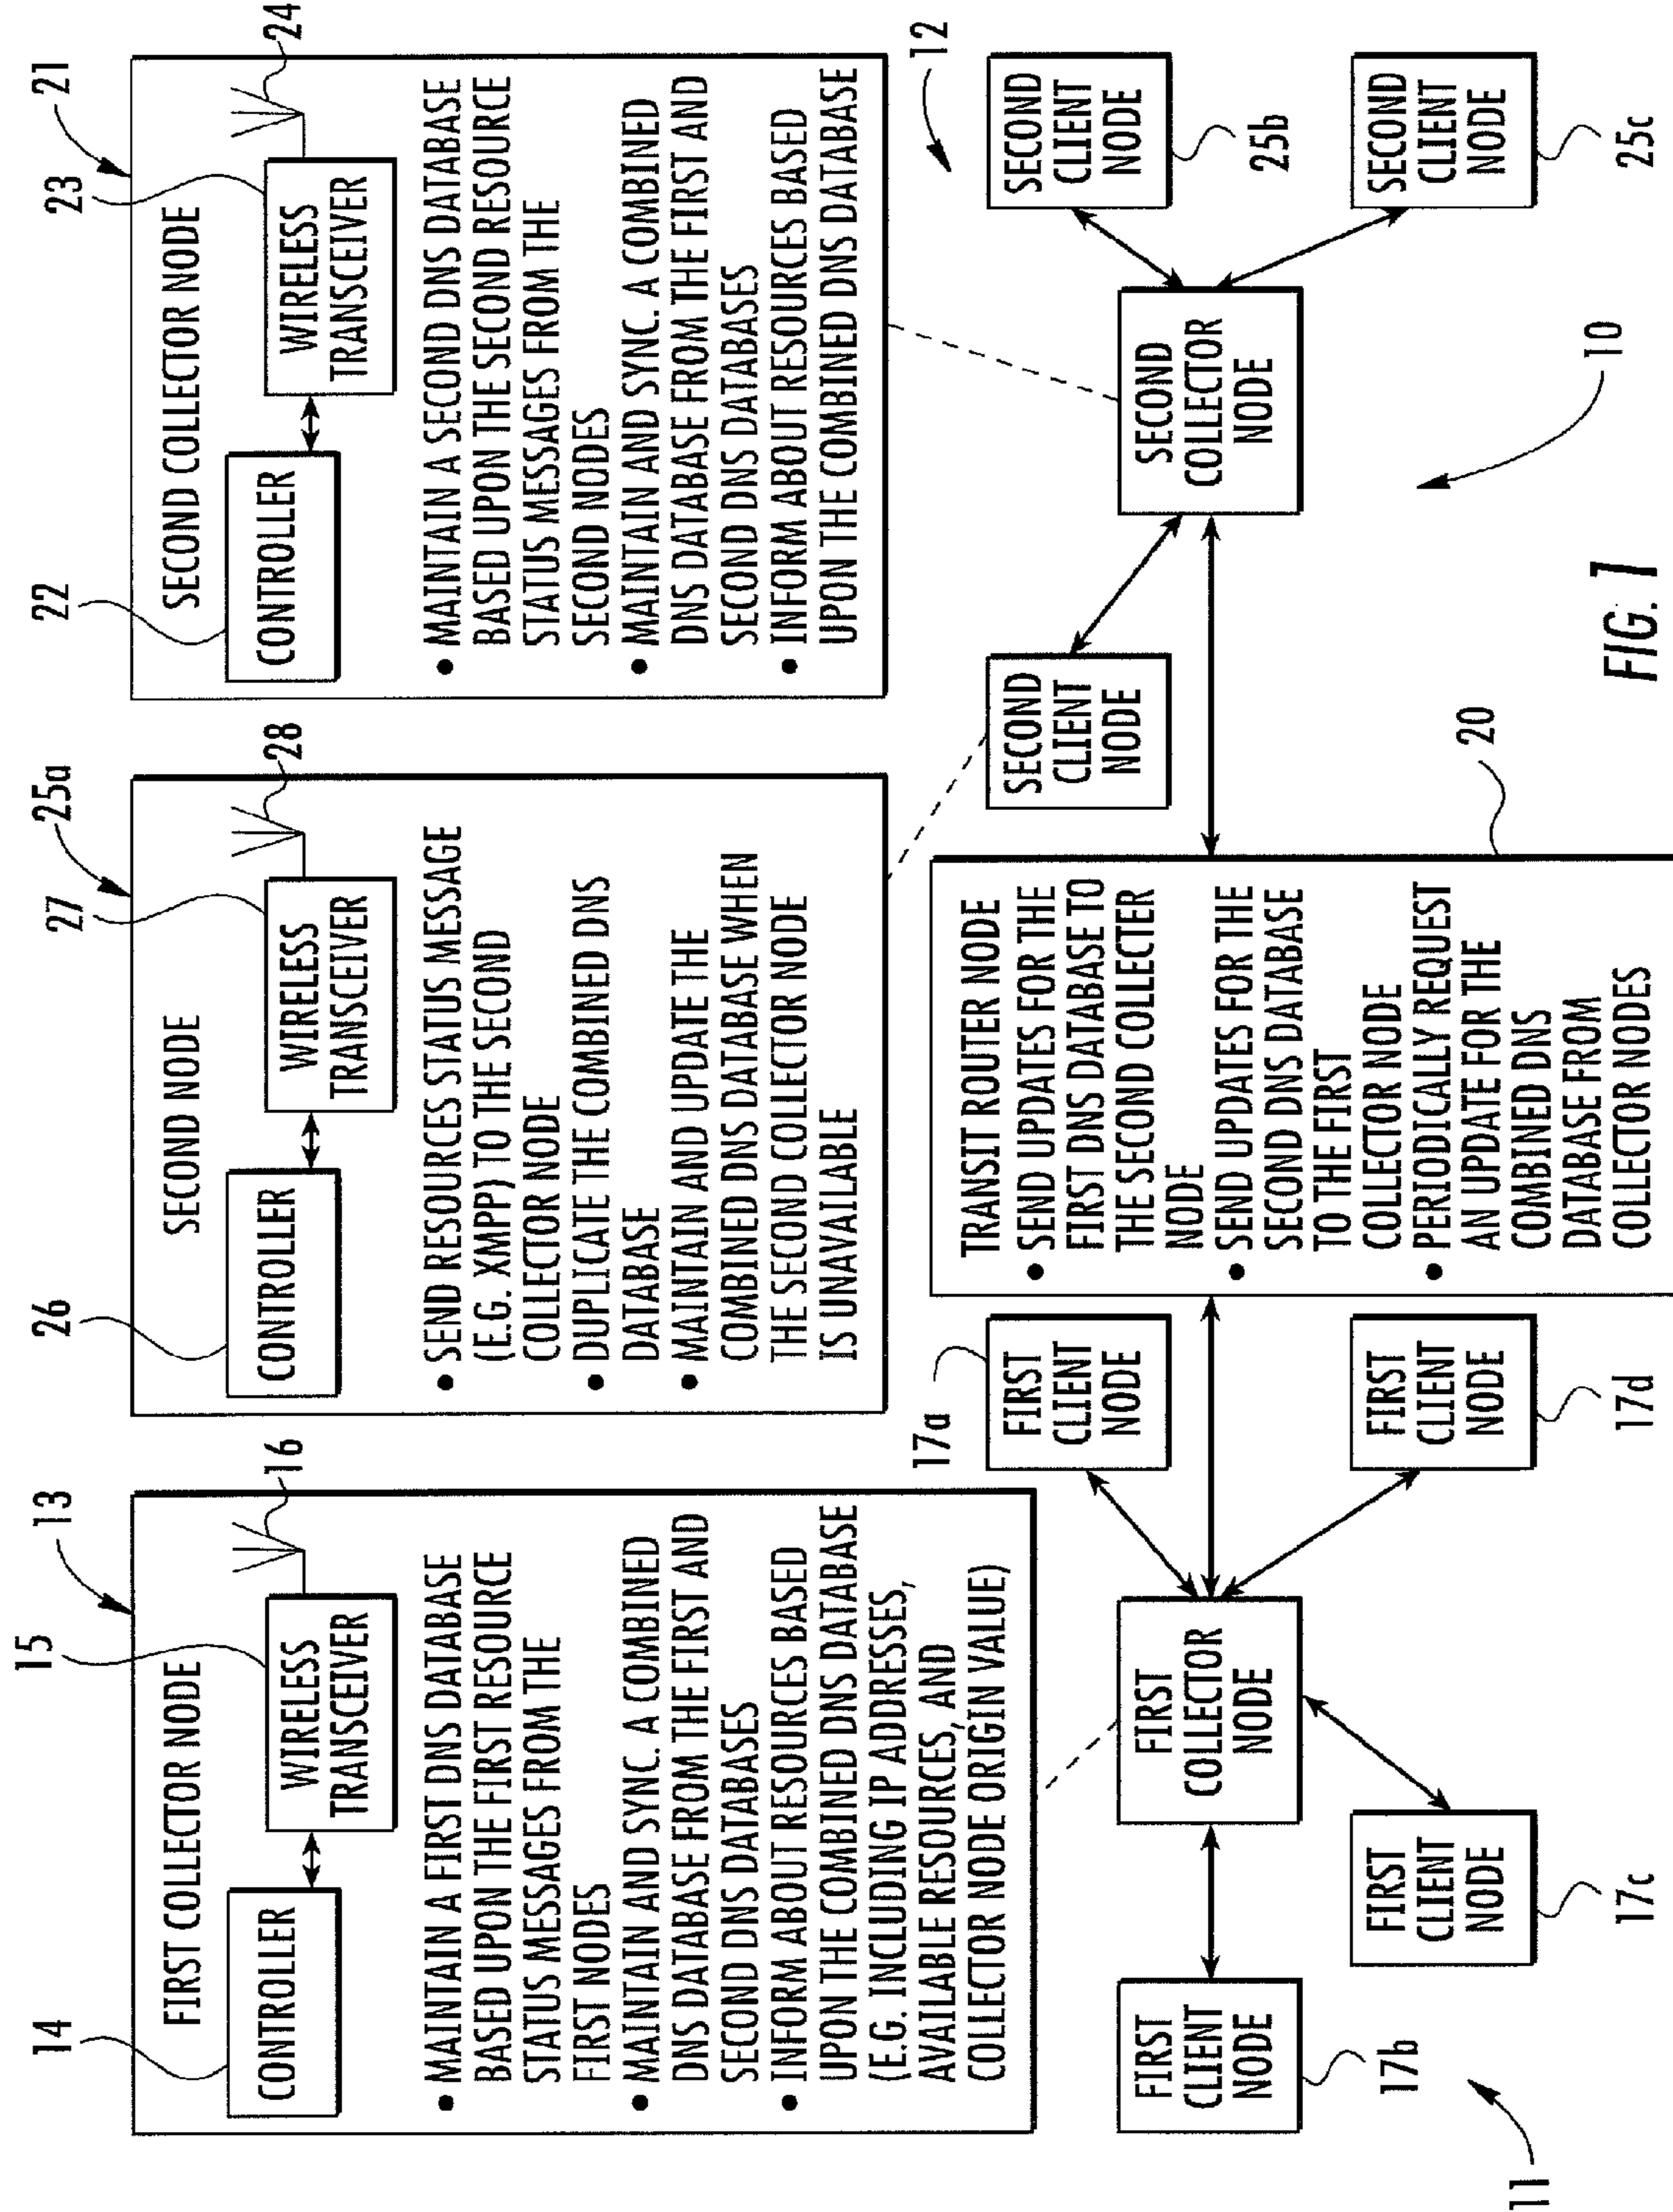 13
14
15
16
FIRST COLLECTOR NODE
CONTROLLER
WIRELESS
TRANSCEIVER
• MAINTAIN A FIRST DNS DATABASE
BASED UPON THE FIRST RESOURCE
STATUS MESSAGES FROM THE
FIRST NODES
• MAINTAIN AND SYNC. A COMBINED
DNS DATABASE FROM THE FIRST AND
SECOND DNS DATABASES
• INFORM ABOUT RESOURCES BASED
UPON THE COMBINED DNS DATABASE
(E.G. INCLUDING IP ADDRESSES,
AVAILABLE RESOURCES, AND
COLLECTOR NODE ORIGIN VALUE)
25a
26
27
28
SECOND NODE
CONTROLLER
WIRELESS
TRANSCEIVER
• SEND RESOURCES STATUS MESSAGE
(E.G. XMPP) TO THE SECOND
COLLECTOR NODE
• DUPLICATE THE COMBINED DNS
DATABASE
• MAINTAIN AND UPDATE THE
COMBINED DNS DATABASE WHEN
THE SECOND COLLECTOR NODE
IS UNAVAILABLE
21
22
23
24
SECOND COLLECTOR NODE
CONTROLLER
WIRELESS
TRANSCEIVER
• MAINTAIN A SECOND DNS DATABASE
BASED UPON THE SECOND RESOURCE
STATUS MESSAGES FROM THE
SECOND NODES
• MAINTAIN AND SYNC. A COMBINED
DNS DATABASE FROM THE FIRST AND
SECOND DNS DATABASES
• INFORM ABOUT RESOURCES BASED
UPON THE COMBINED DNS DATABASE
11
FIRST
CLIENT
NODE
17b
FIRST
CLIENT
NODE
17c
FIRST
COLLECTOR
NODE
17a
FIRST
CLIENT
NODE
FIRST
CLIENT
NODE
17d
TRANSIT ROUTER NODE
• SEND UPDATES FOR THE
FIRST DNS DATABASE TO
THE SECOND COLLECTER
NODE
• SEND UPDATES FOR THE
SECOND DNS DATABASE
TO THE FIRST
COLLECTOR NODE
• PERIODICALLY REQUEST
AN UPDATE FOR THE
COMBINED DNS
DATABASE FROM
COLLECTOR NODES
20
SECOND
CLIENT
NODE
SECOND
COLLECTOR
NODE
12
SECOND
CLIENT
NODE
25b
SECOND
CLIENT
NODE
25c
10
FIG. 1